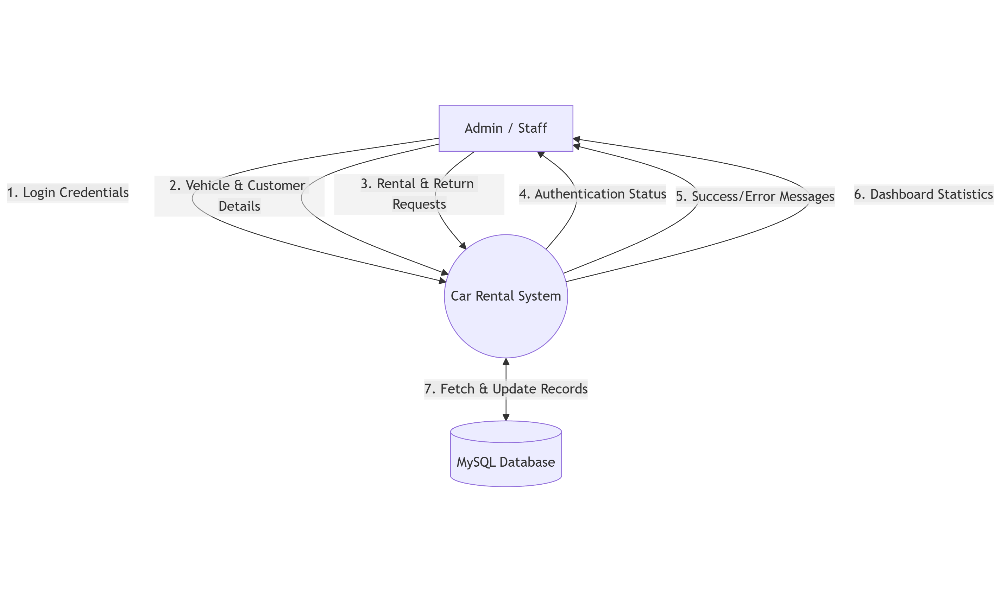 Admin / Staff
1. Login Credentials
2. Vehicle & Customer
Details
3. Rental & Return
Requests
4. Authentication Status
5. Success/Error Messages
6. Dashboard Statistics
Car Rental System
7. Fetch & Update Records
MySQL Database